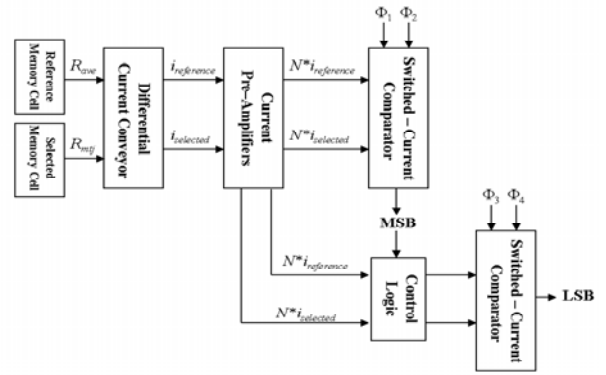 Φ1 Φ2
Reference
Memory Cell
Rave
Differential
Current Conveyor
ireference
Current
Pre–Amplifiers
N*ireference
Switched – Current
Comparator
Selected
Memory Cell
Rmtj
iselected
N*iselected
MSB
Φ3 Φ4
N*ireference
Control
Logic
Switched – Current
Comparator
LSB
N*iselected